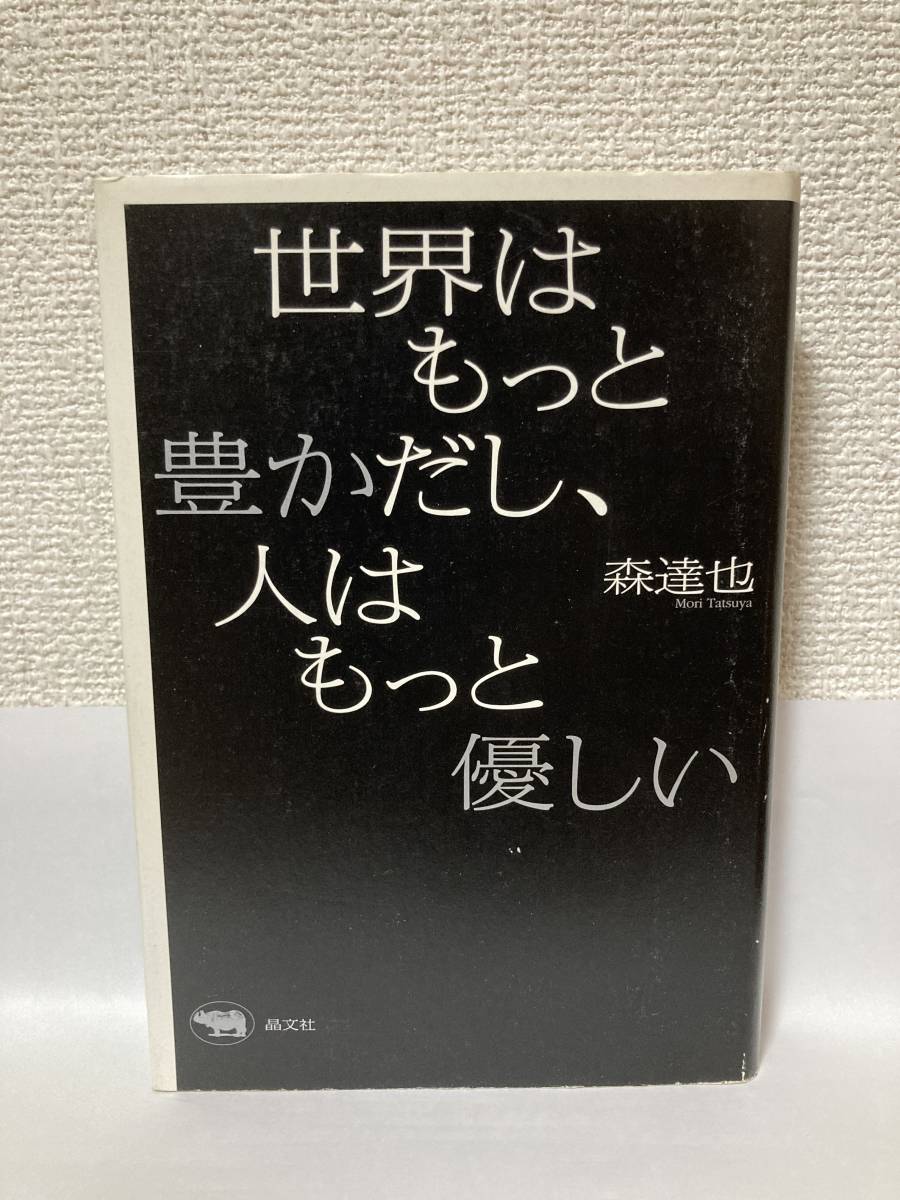 世界は
もっと
豊かだし、
人は
もっと
優しい
森達也
Mori Tatsuya
晶文社